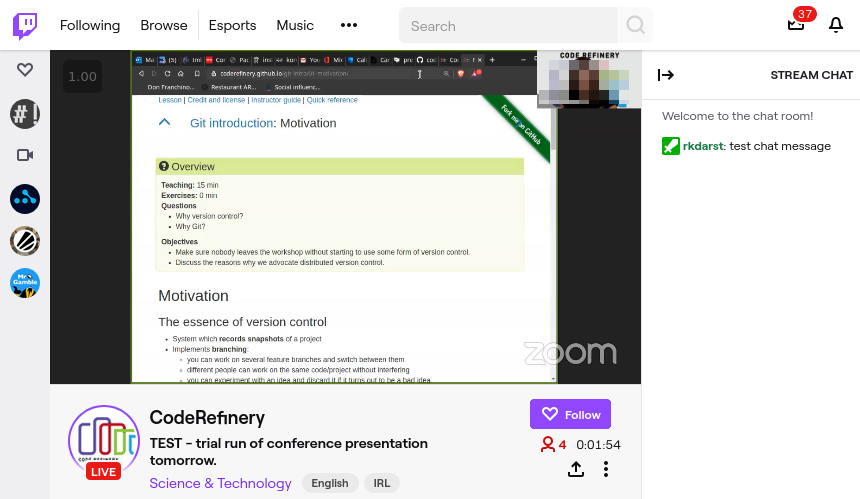 Following
Browse
Esports
Music
Search
37
1.00
CODE REFINERY
coderefinery.github.io/git-intro/01-motivation/
Don Franchino...
Restaurant AR...
Social influenc...
Lesson | Credit and license | Instructor guide | Quick reference
Git introduction: Motivation
Fork me on GitHub
Overview
Teaching: 15 min
Exercises: 0 min
Questions
Why version control?
Why Git?
Objectives
Make sure nobody leaves the workshop without starting to use some form of version control.
Discuss the reasons why we advocate distributed version control.
Motivation
The essence of version control
System which records snapshots of a project
Implements branching:
you can work on several feature branches and switch between them
different people can work on the same code/project without interfering
you can experiment with an idea and discard it if it turns out to be a bad idea
zoom
STREAM CHAT
Welcome to the chat room!
rkdarst: test chat message
#!
Mr Gamble
LIVE
CodeRefinery
TEST - trial run of conference presentation
tomorrow.
Science & Technology
English
IRL
Follow
4
0:01:54